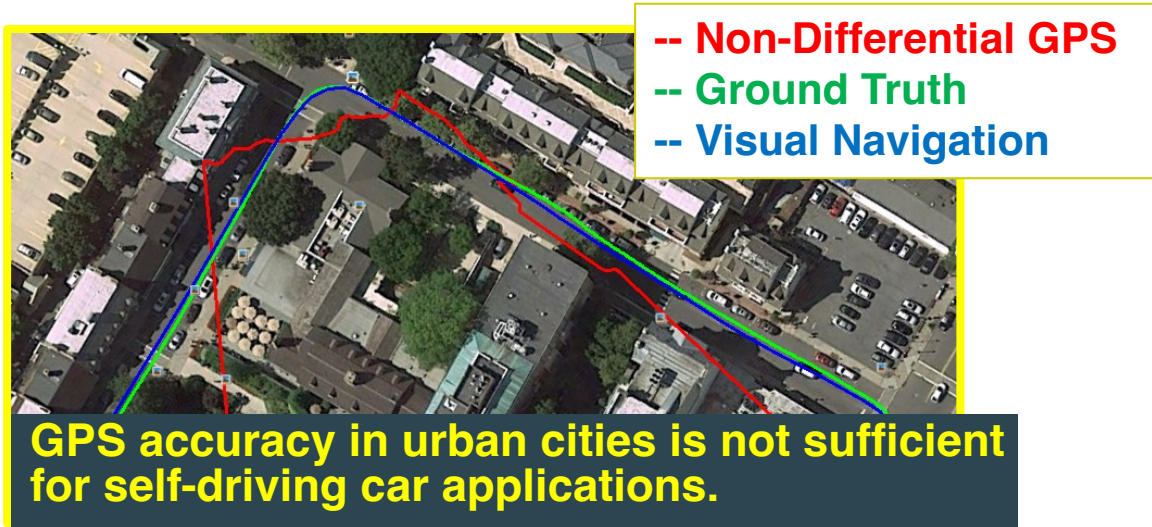 -- Non-Differential GPS
-- Ground Truth
-- Visual Navigation
GPS accuracy in urban cities is not sufficient
for self-driving car applications.